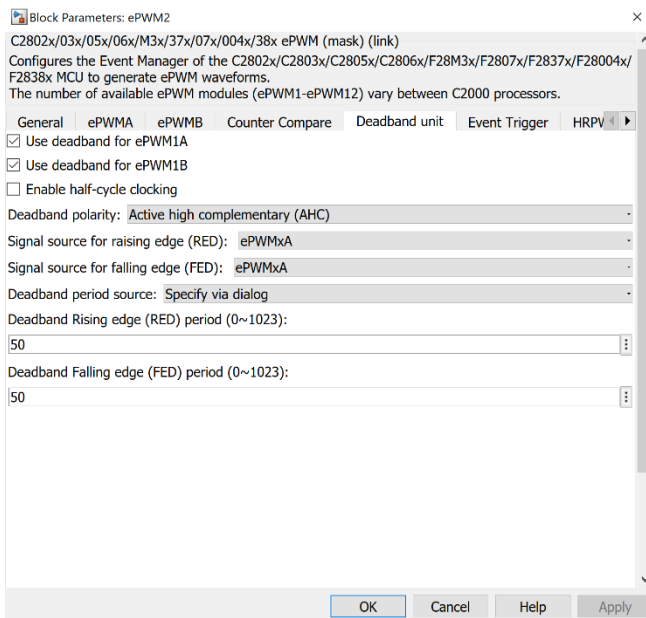 Block Parameters: ePWM2
C2802x/03x/05x/06x/M3x/37x/07x/004x/38x ePWM (mask) (link)
Configures the Event Manager of the C2802x/C2803x/C2805x/C2806x/F28M3x/F2807x/F2837x/F28004x/
F2838x MCU to generate ePWM waveforms.
The number of available ePWM modules (ePWM1-ePWM12) vary between C2000 processors.
General ePWMA ePWMB Counter Compare Deadband unit Event Trigger
Use deadband for ePWM1A
Use deadband for ePWM1B
Enable half-cycle clocking
Deadband polarity: Active high complementary (AHC)
Signal source for raising edge (RED): ePWMxA
Signal source for falling edge (FED): ePWMxA
Deadband period source: Specify via dialog
Deadband Rising edge (RED) period (0~1023):
50
Deadband Falling edge (FED) period (0~1023):
50
OK Cancel Help Apply